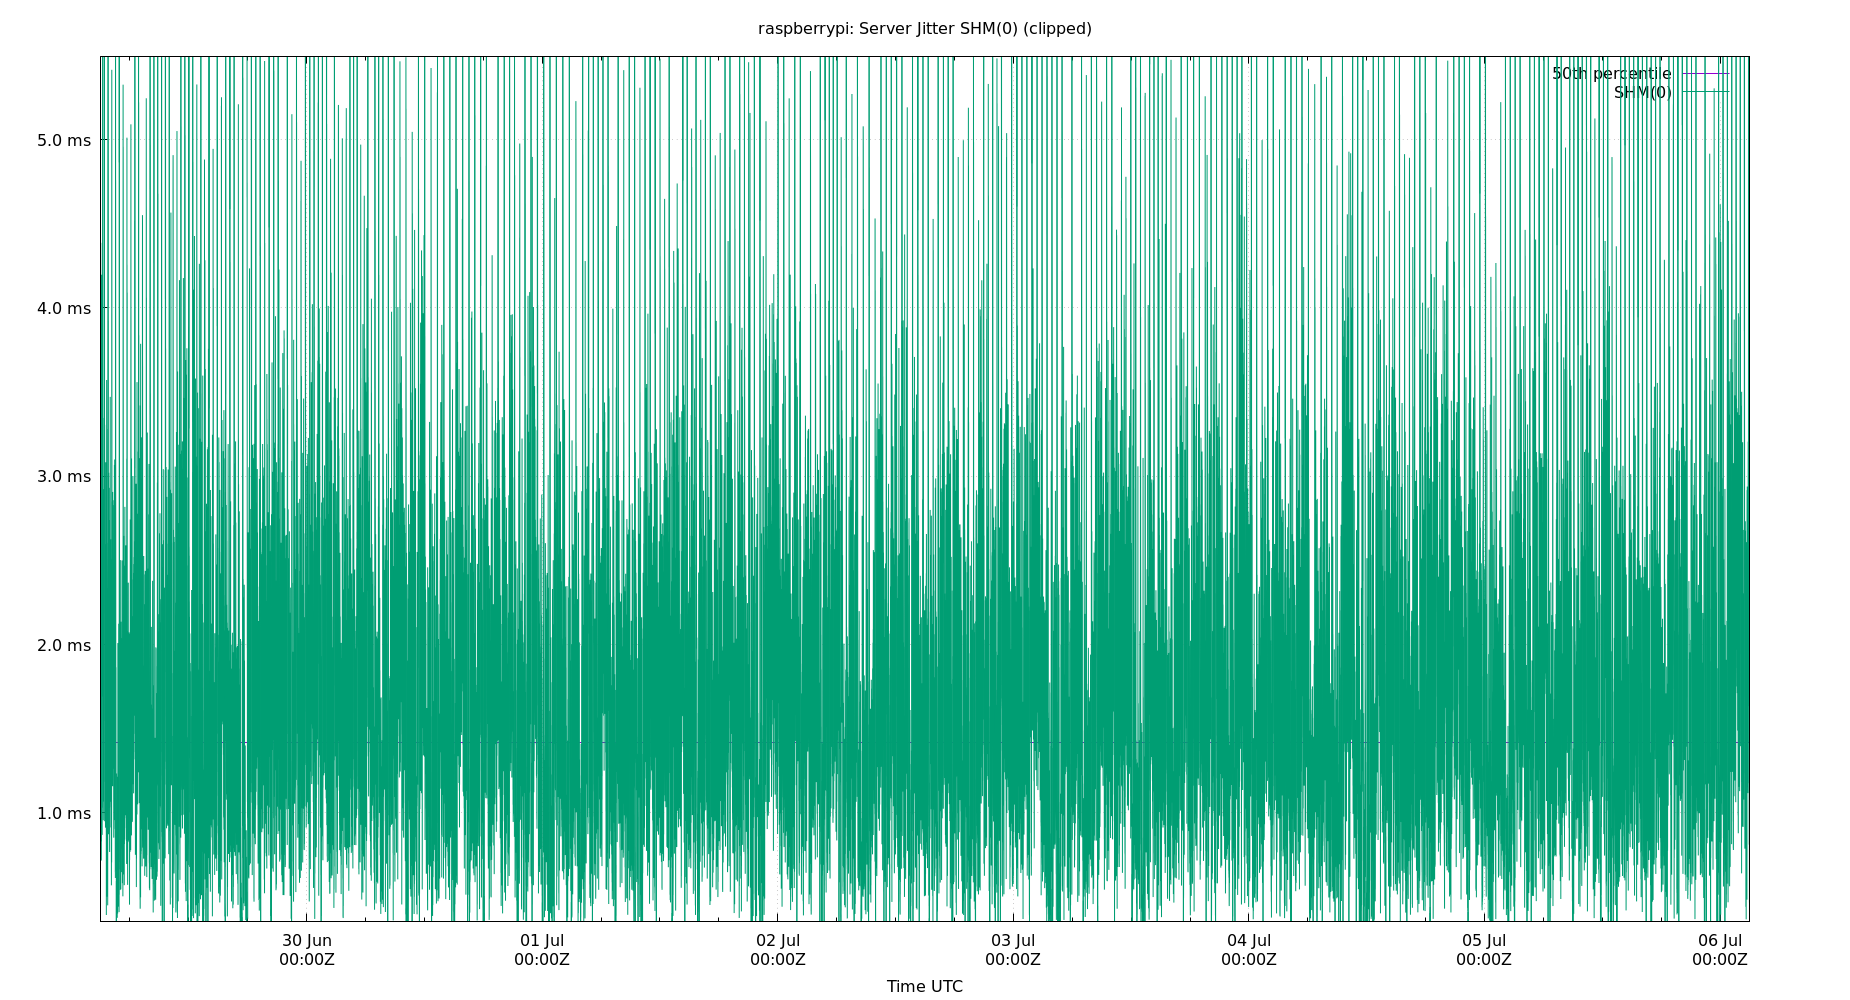 raspberrypi: Server Jitter SHM(0) (clipped)
50th percentile
SHM(0)
5.0 ms
4.0 ms
3.0 ms
2.0 ms
1.0 ms
30 Jun 01 Jul 02 Jul 03 Jul 04 Jul 05 Jul 06 Jul
00:00Z 00:00Z 00:00Z 00:00Z 00:00Z 00:00Z 00:00Z
Time UTC